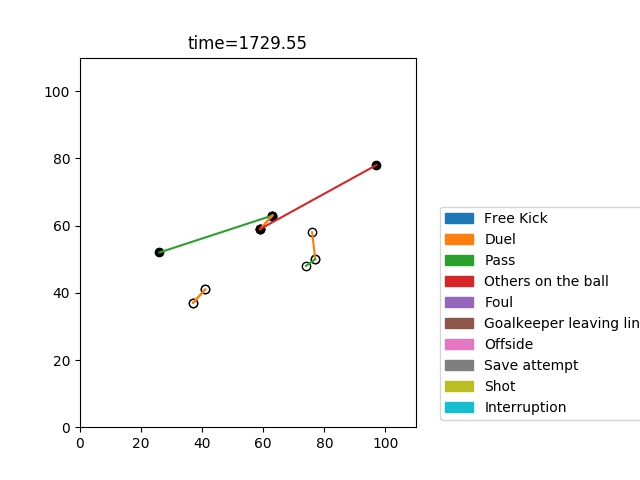 time=1729.55
100
80
60
40
20
0
0 20 40 60 80 100
Free Kick
Duel
Pass
Others on the ball
Foul
Goalkeeper leaving lin
Offside
Save attempt
Shot
Interruption